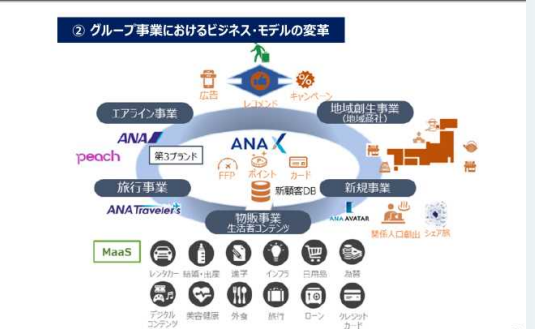 ② グループ事業におけるビジネス・モデルの変革
広告
レコメンド
キャンペーン
エアライン事業
地域創生事業
(地域商社)
ANA
peach
第3ブランド
ANA X
FFP
ポイント
カード
新顧客DB
旅行事業
新規事業
ANA Traveler's
物販事業
生活者コンテンツ
ANA AVATAR
関係人口創出
シェア旅
MaaS
レンタカー
結婚・出産
進学
インフラ
日用品
為替
デジタル
コンテンツ
美容健康
外食
旅行
ローン
クレジット
カード